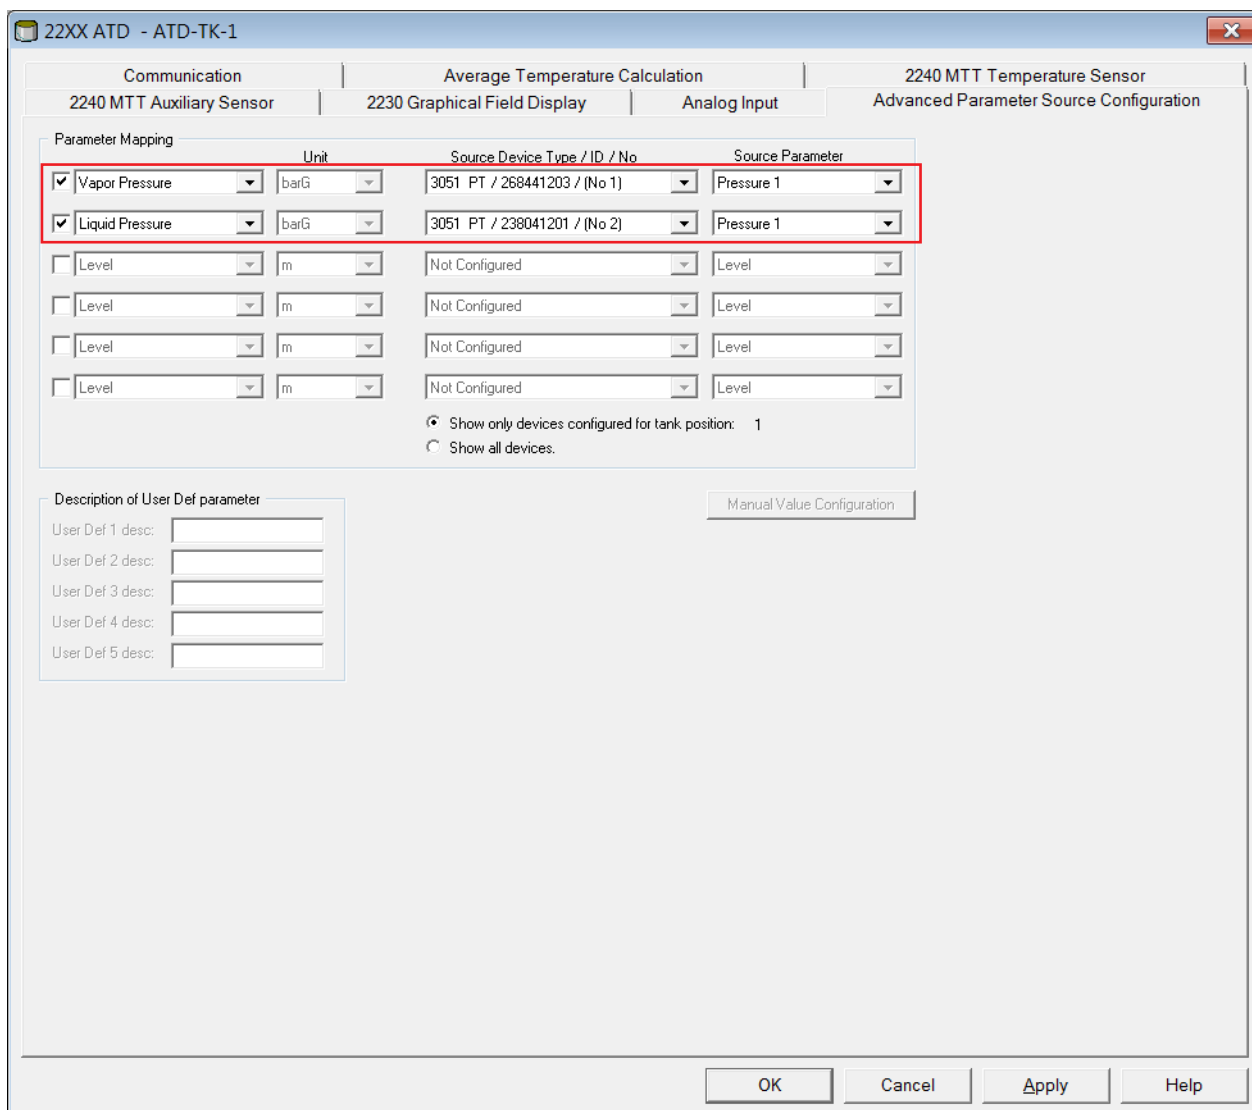 22XX ATD - ATD-TK-1
Communication Average Temperature Calculation 2240 MTT Temperature Sensor
2240 MTT Auxiliary Sensor 2230 Graphical Field Display Analog Input Advanced Parameter Source Configuration
Parameter Mapping
Unit Source Device Type / ID / No Source Parameter
Vapor Pressure barG 3051 PT / 268441203 / (No 1) Pressure 1
Liquid Pressure barG 3051 PT / 238041201 / (No 2) Pressure 1
Level m Not Configured Level
Level m Not Configured Level
Level m Not Configured Level
Level m Not Configured Level
Show only devices configured for tank position: 1
Show all devices.
Description of User Def parameter
Manual Value Configuration
User Def 1 desc:
User Def 2 desc:
User Def 3 desc:
User Def 4 desc:
User Def 5 desc:
OK Cancel Apply Help